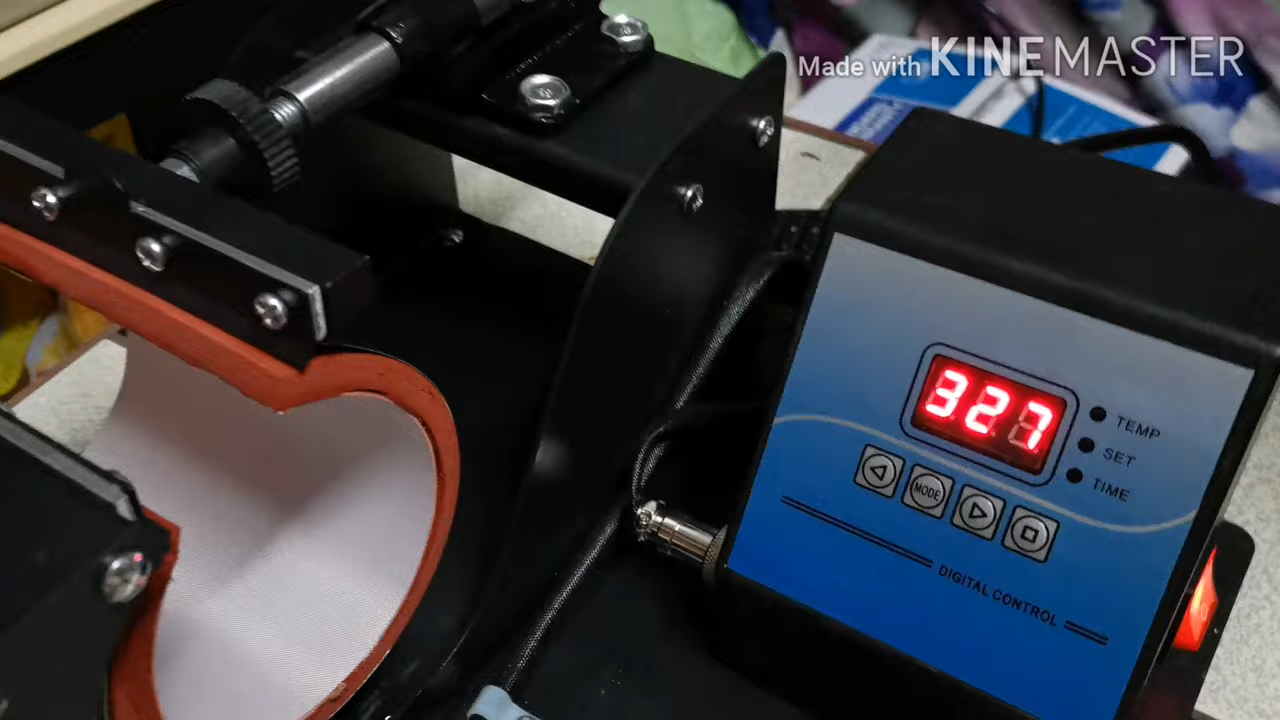 Made with KINEMASTER
327
TEMP
SET
TIME
MODE
DIGITAL CONTROL